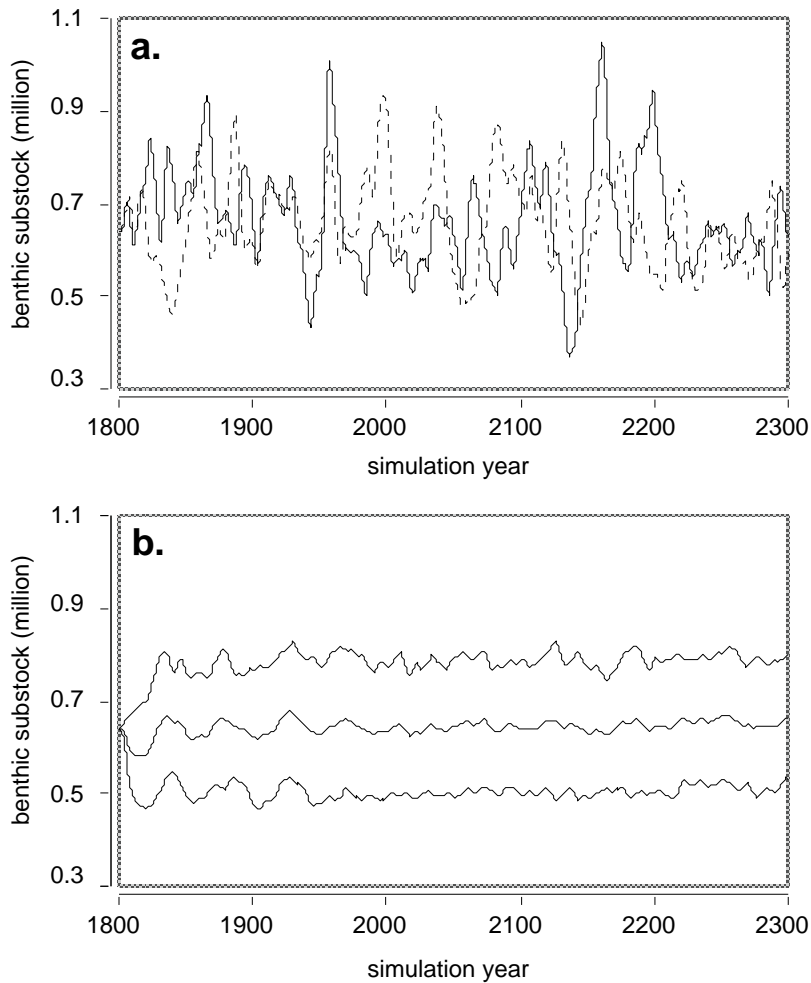 a.
benthic substock (million)
1.1
0.9
0.7
0.5
0.3
1800 1900 2000 2100 2200 2300
simulation year
b.
benthic substock (million)
1.1
0.9
0.7
0.5
0.3
1800 1900 2000 2100 2200 2300
simulation year